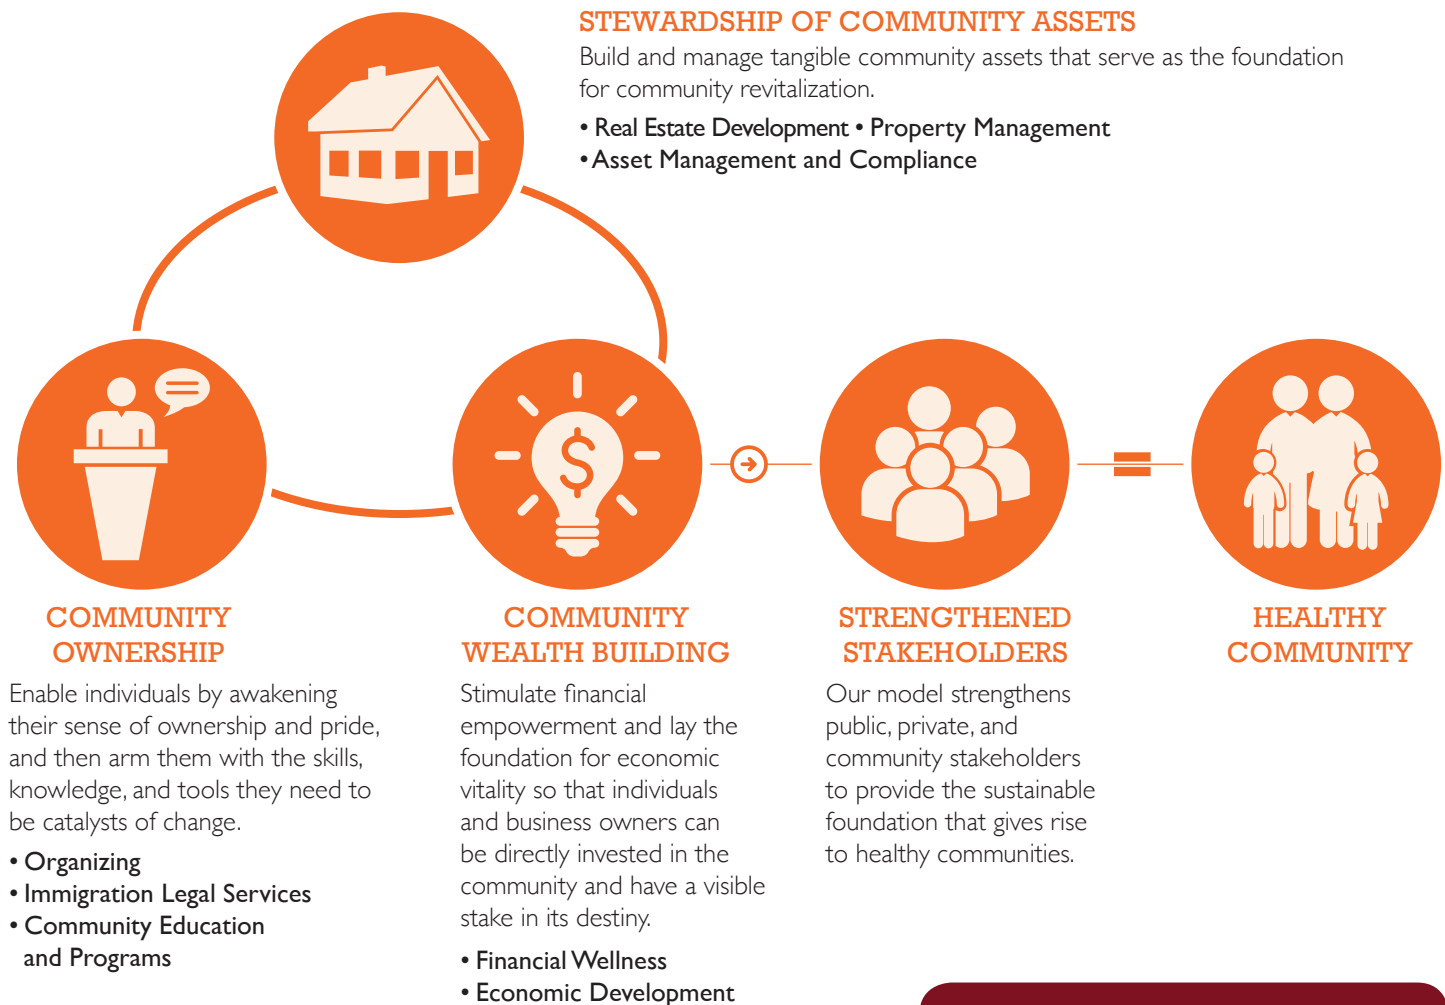 STEWARDSHIP OF COMMUNITY ASSETS
Build and manage tangible community assets that serve as the foundation
for community revitalization.
• Real Estate Development • Property Management
• Asset Management and Compliance
$
COMMUNITY
OWNERSHIP
Enable individuals by awakening
their sense of ownership and pride,
and then arm them with the skills,
knowledge, and tools they need to
be catalysts of change.
• Organizing
• Immigration Legal Services
• Community Education
and Programs
COMMUNITY
WEALTH BUILDING
Stimulate financial
empowerment and lay the
foundation for economic
vitality so that individuals
and business owners can
be directly invested in the
community and have a visible
stake in its destiny.
• Financial Wellness
• Economic Development
STRENGTHENED
STAKEHOLDERS
Our model strengthens
public, private, and
community stakeholders
to provide the sustainable
foundation that gives rise
to healthy communities.
HEALTHY
COMMUNITY